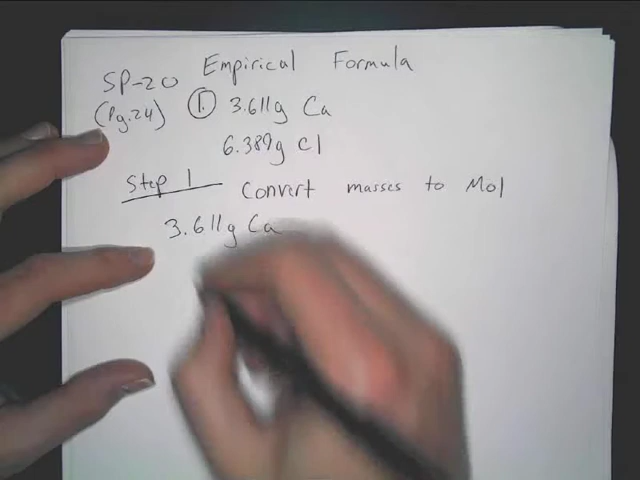 SP-20 Empirical Formula
(Pg.24) 1. 3.611g Ca
6.389g Cl
Step 1 Convert masses to Mol
3.611g Ca